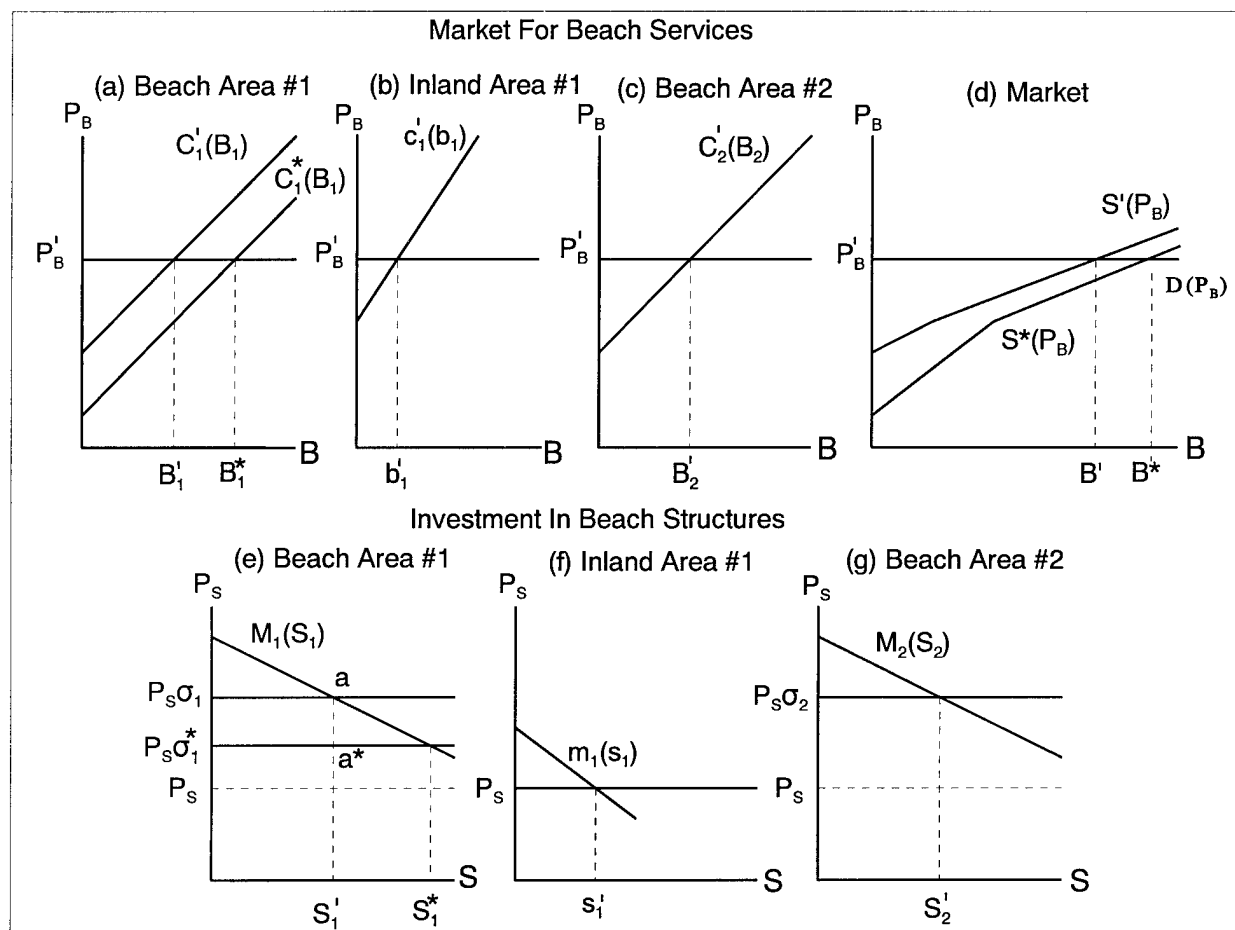 Market For Beach Services
(a) Beach Area #1
(b) Inland Area #1
(c) Beach Area #2
(d) Market
P_B
C'_1(B_1)
C*_1(B_1)
P'_B
B'_1
B*_1
B
P_B
c'_1(b_1)
P'_B
b'_1
B
P_B
C'_2(B_2)
P'_B
B'_2
B
P_B
S'(P_B)
P'_B
D(P_B)
S*(P_B)
B'
B*
B
Investment In Beach Structures
(e) Beach Area #1
(f) Inland Area #1
(g) Beach Area #2
P_S
M_1(S_1)
P_Sσ_1
a
P_Sσ*_1
a*
P_S
S'_1
S*_1
S
m_1(s_1)
P_S
s'_1
S
P_S
M_2(S_2)
P_Sσ_2
P_S
S'_2
S